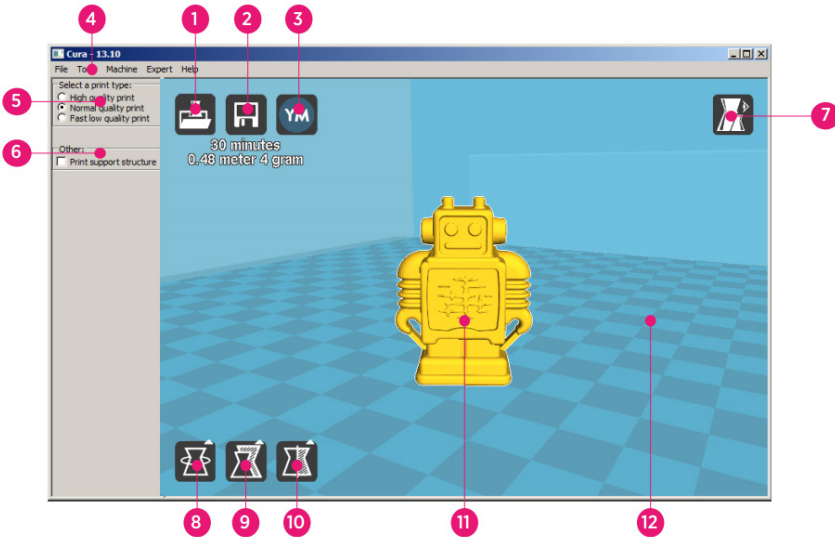 1 2 3
4
Cura - 13.10
File Machine Expert Help
5
Select a print type:
High quality print
Normal quality print
Fast low quality print
YM
7
30 minutes
0.48 meter 4 gram
6
Other:
Print support structure
8 9 10 11 12